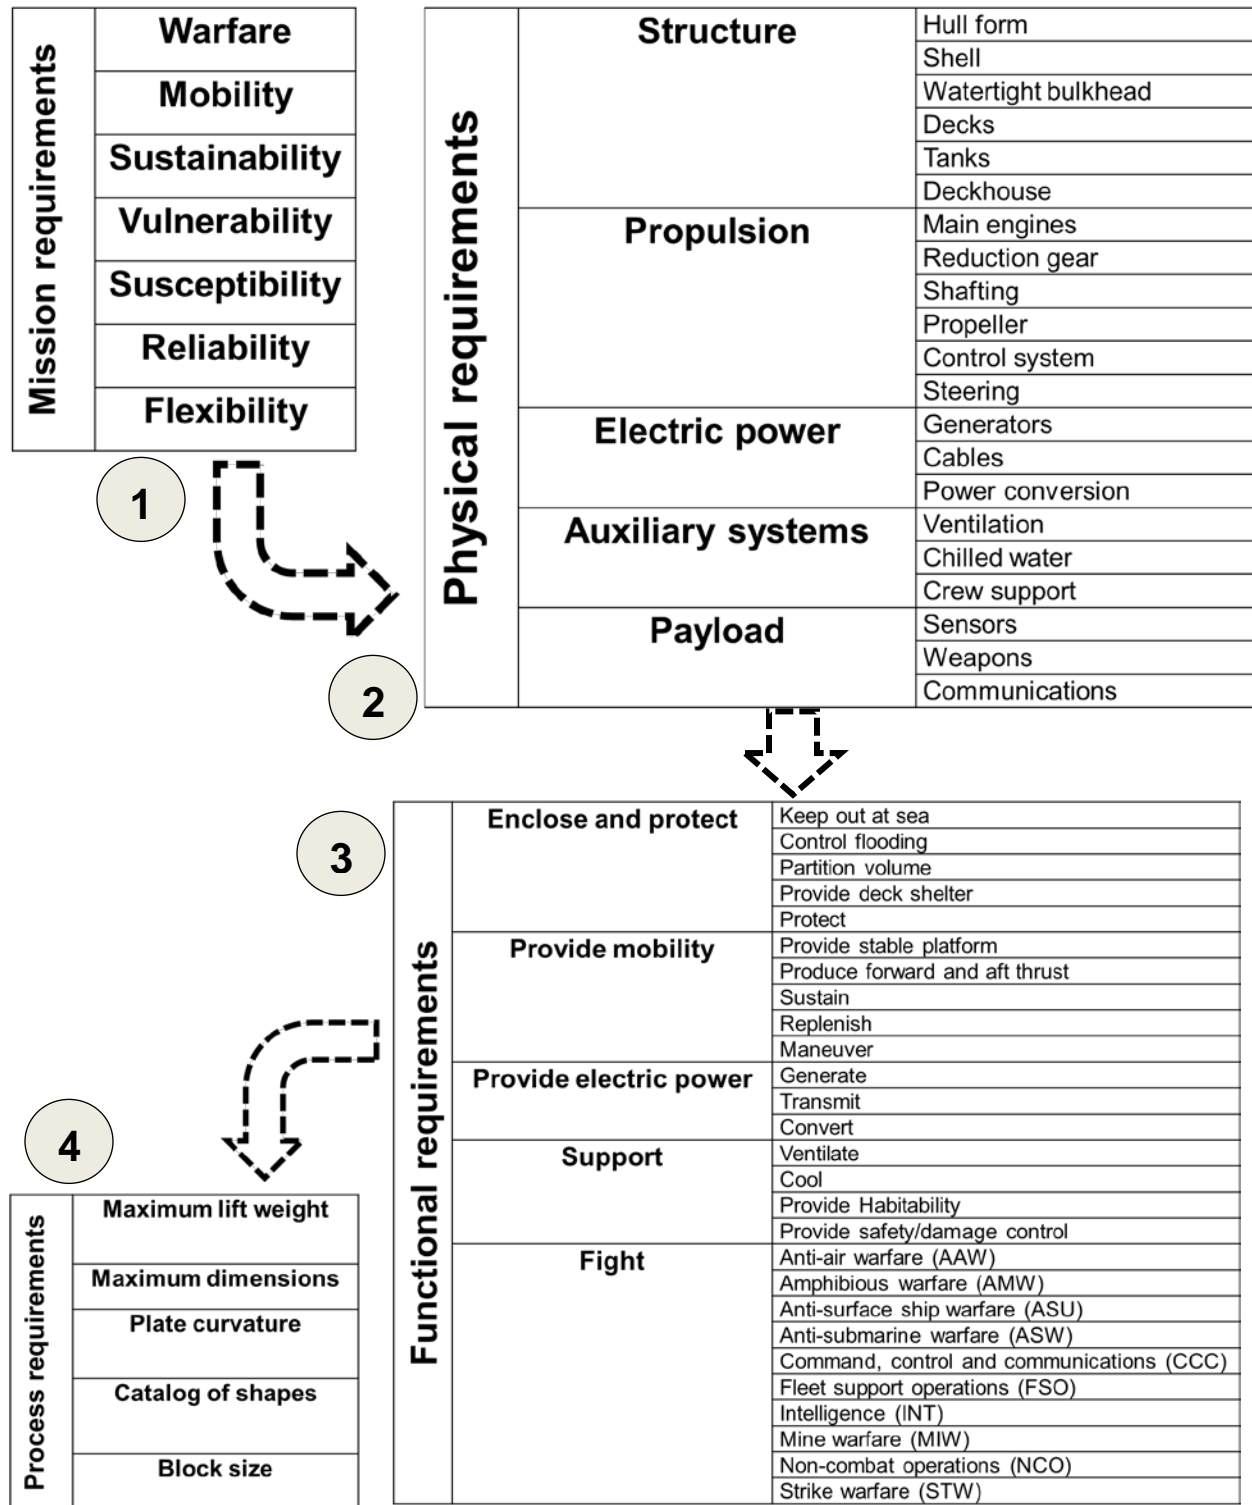 Mission requirements
Warfare
Mobility
Sustainability
Vulnerability
Susceptibility
Reliability
Flexibility
1
Physical requirements
Structure
Hull form
Shell
Watertight bulkhead
Decks
Tanks
Deckhouse
Propulsion
Main engines
Reduction gear
Shafting
Propeller
Control system
Steering
Electric power
Generators
Cables
Power conversion
Auxiliary systems
Ventilation
Chilled water
Crew support
Payload
Sensors
Weapons
Communications
2
3
Functional requirements
Enclose and protect
Keep out at sea
Control flooding
Partition volume
Provide deck shelter
Protect
Provide mobility
Provide stable platform
Produce forward and aft thrust
Sustain
Replenish
Maneuver
Provide electric power
Generate
Transmit
Convert
Support
Ventilate
Cool
Provide Habitability
Provide safety/damage control
Fight
Anti-air warfare (AAW)
Amphibious warfare (AMW)
Anti-surface ship warfare (ASU)
Anti-submarine warfare (ASW)
Command, control and communications (CCC)
Fleet support operations (FSO)
Intelligence (INT)
Mine warfare (MIW)
Non-combat operations (NCO)
Strike warfare (STW)
4
Process requirements
Maximum lift weight
Maximum dimensions
Plate curvature
Catalog of shapes
Block size